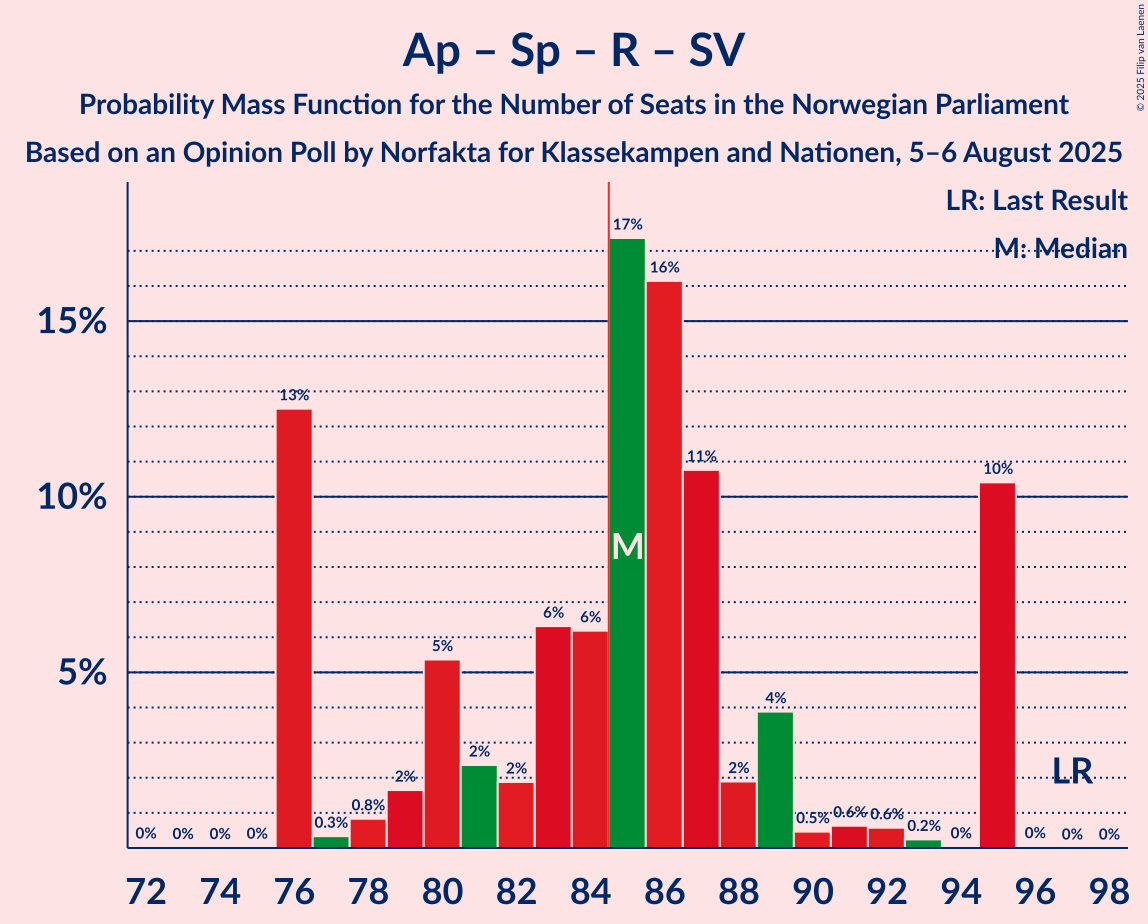 Ap – Sp – R – SV
Probability Mass Function for the Number of Seats in the Norwegian Parliament
Based on an Opinion Poll by Norfakta for Klassekampen and Nationen, 5–6 August 2025
© 2025 Filip van Laenen
LR: Last Result
M: Median
15%
10%
5%
0% 0% 0% 0% 13% 0.3% 0.8% 2% 5% 2% 2% 6% 6% 17% 16% 11% 2% 4% 0.5% 0.6% 0.6% 0.2% 0% 10% 0% 0% 0%
M
LR
72 74 76 78 80 82 84 86 88 90 92 94 96 98